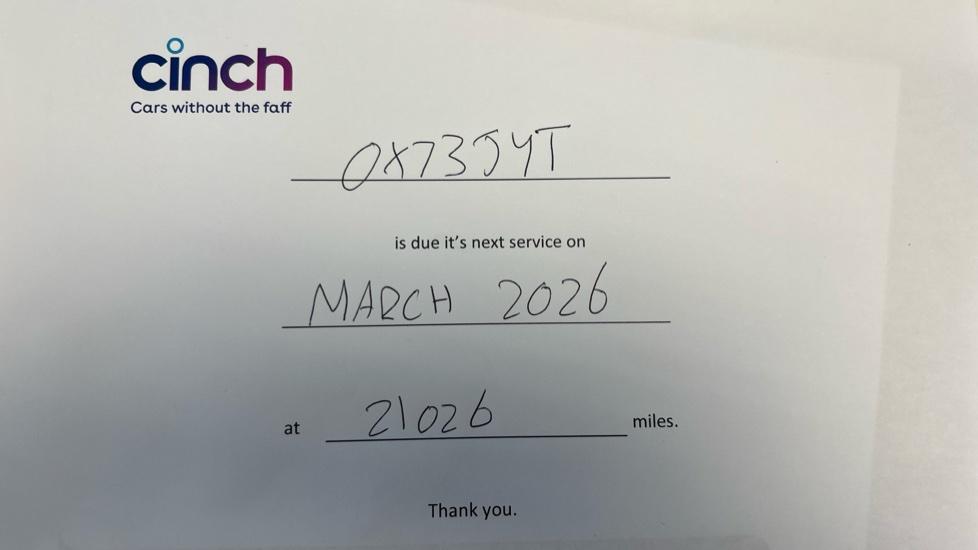 cinch
Cars without the faff
OX73JYT
is due it's next service on
MARCH 2026
at 21026 miles.
Thank you.